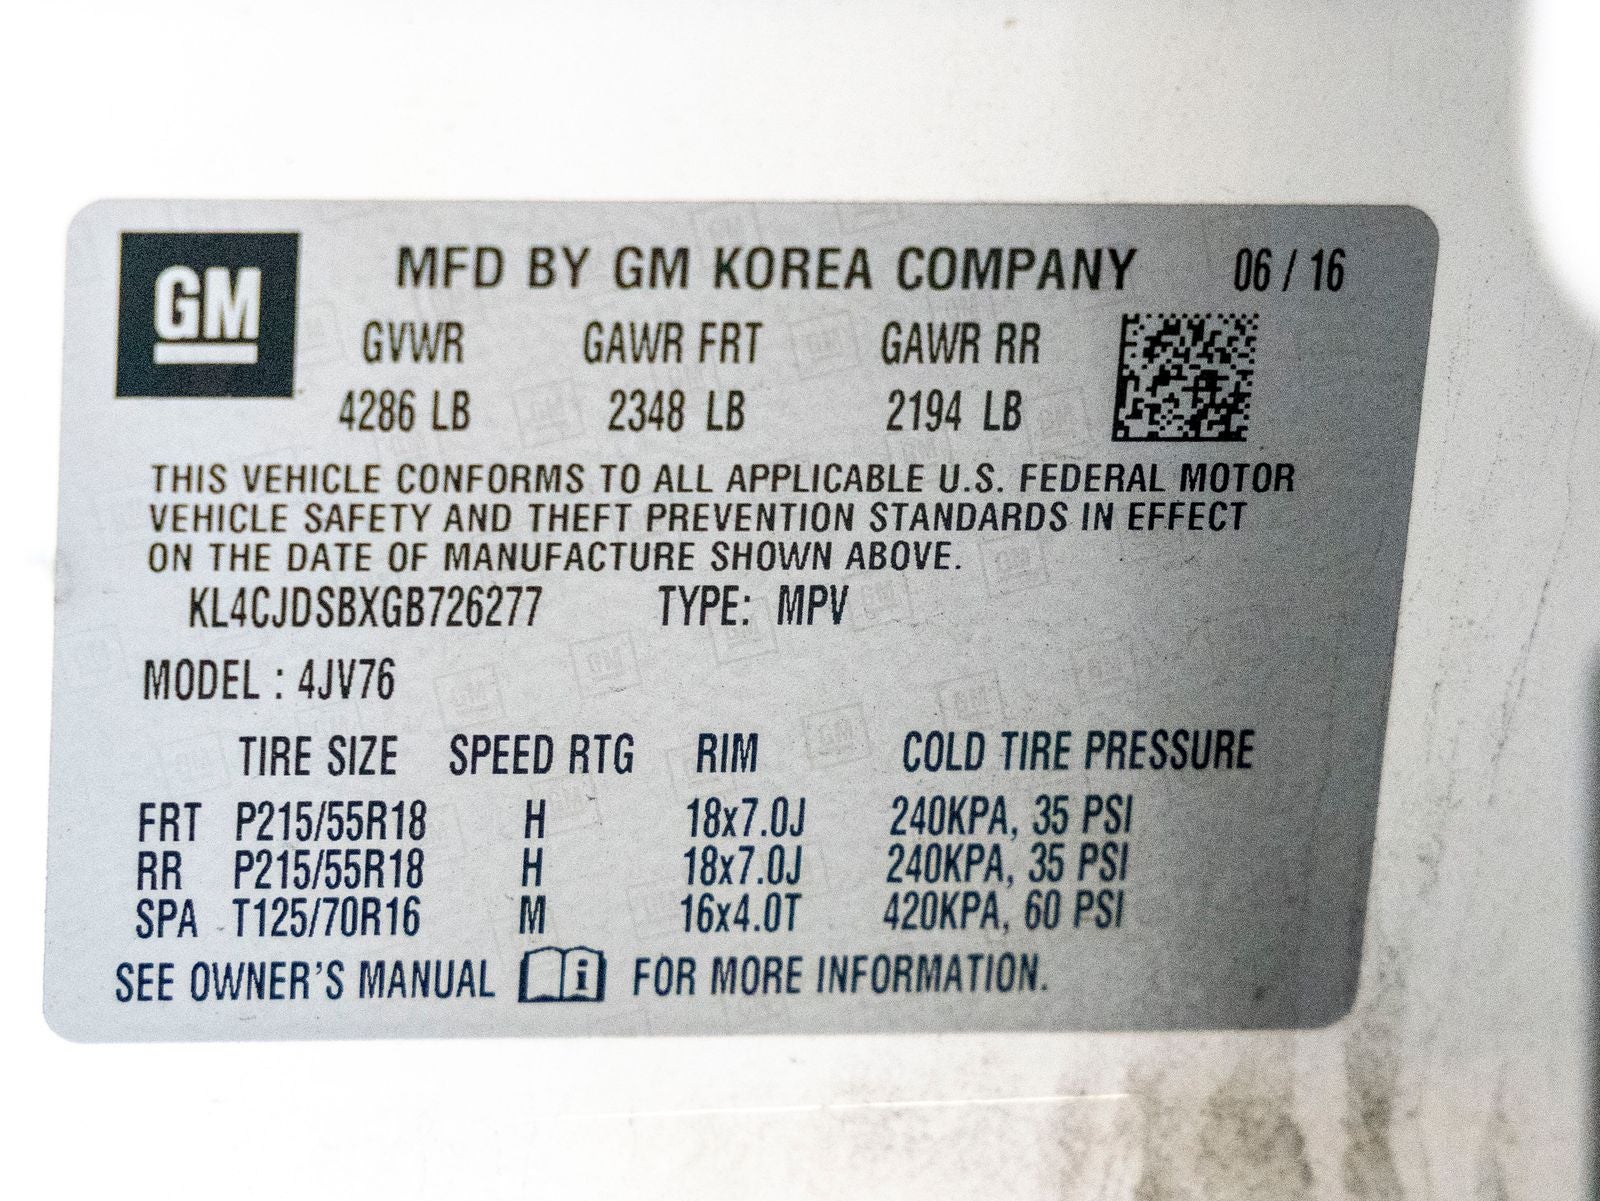 GM
MFD BY GM KOREA COMPANY 06 / 16
GVWR GAWR FRT GAWR RR
4286 LB 2348 LB 2194 LB
THIS VEHICLE CONFORMS TO ALL APPLICABLE U.S. FEDERAL MOTOR
VEHICLE SAFETY AND THEFT PREVENTION STANDARDS IN EFFECT
ON THE DATE OF MANUFACTURE SHOWN ABOVE.
KL4CJDSBXGB726277 TYPE: MPV
MODEL : 4JV76
TIRE SIZE SPEED RTG RIM COLD TIRE PRESSURE
FRT P215/55R18 H 18x7.0J 240KPA, 35 PSI
RR P215/55R18 H 18x7.0J 240KPA, 35 PSI
SPA T125/70R16 M 16x4.0T 420KPA, 60 PSI
SEE OWNER'S MANUAL i FOR MORE INFORMATION.